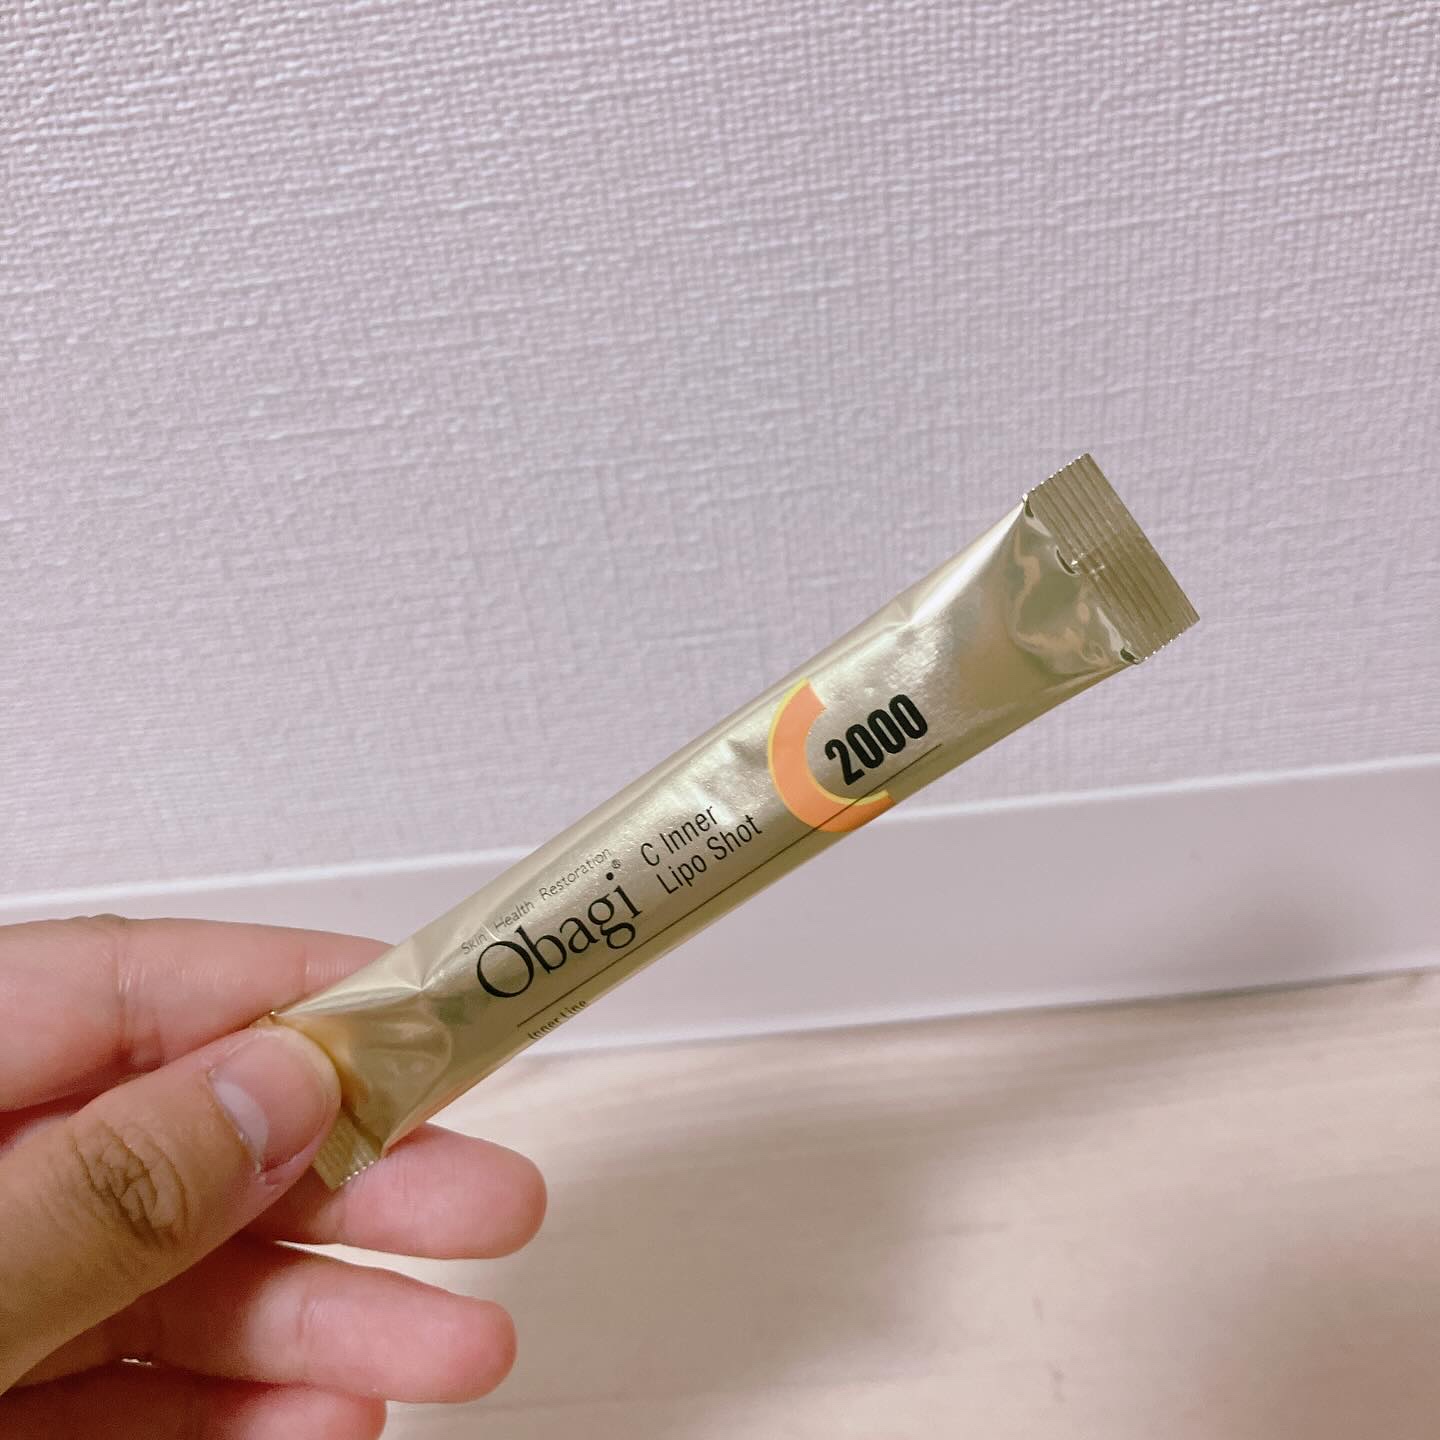 Skin Health Restoration
Obagi®
C Inner
Lipo Shot
C 2000
Inner Line